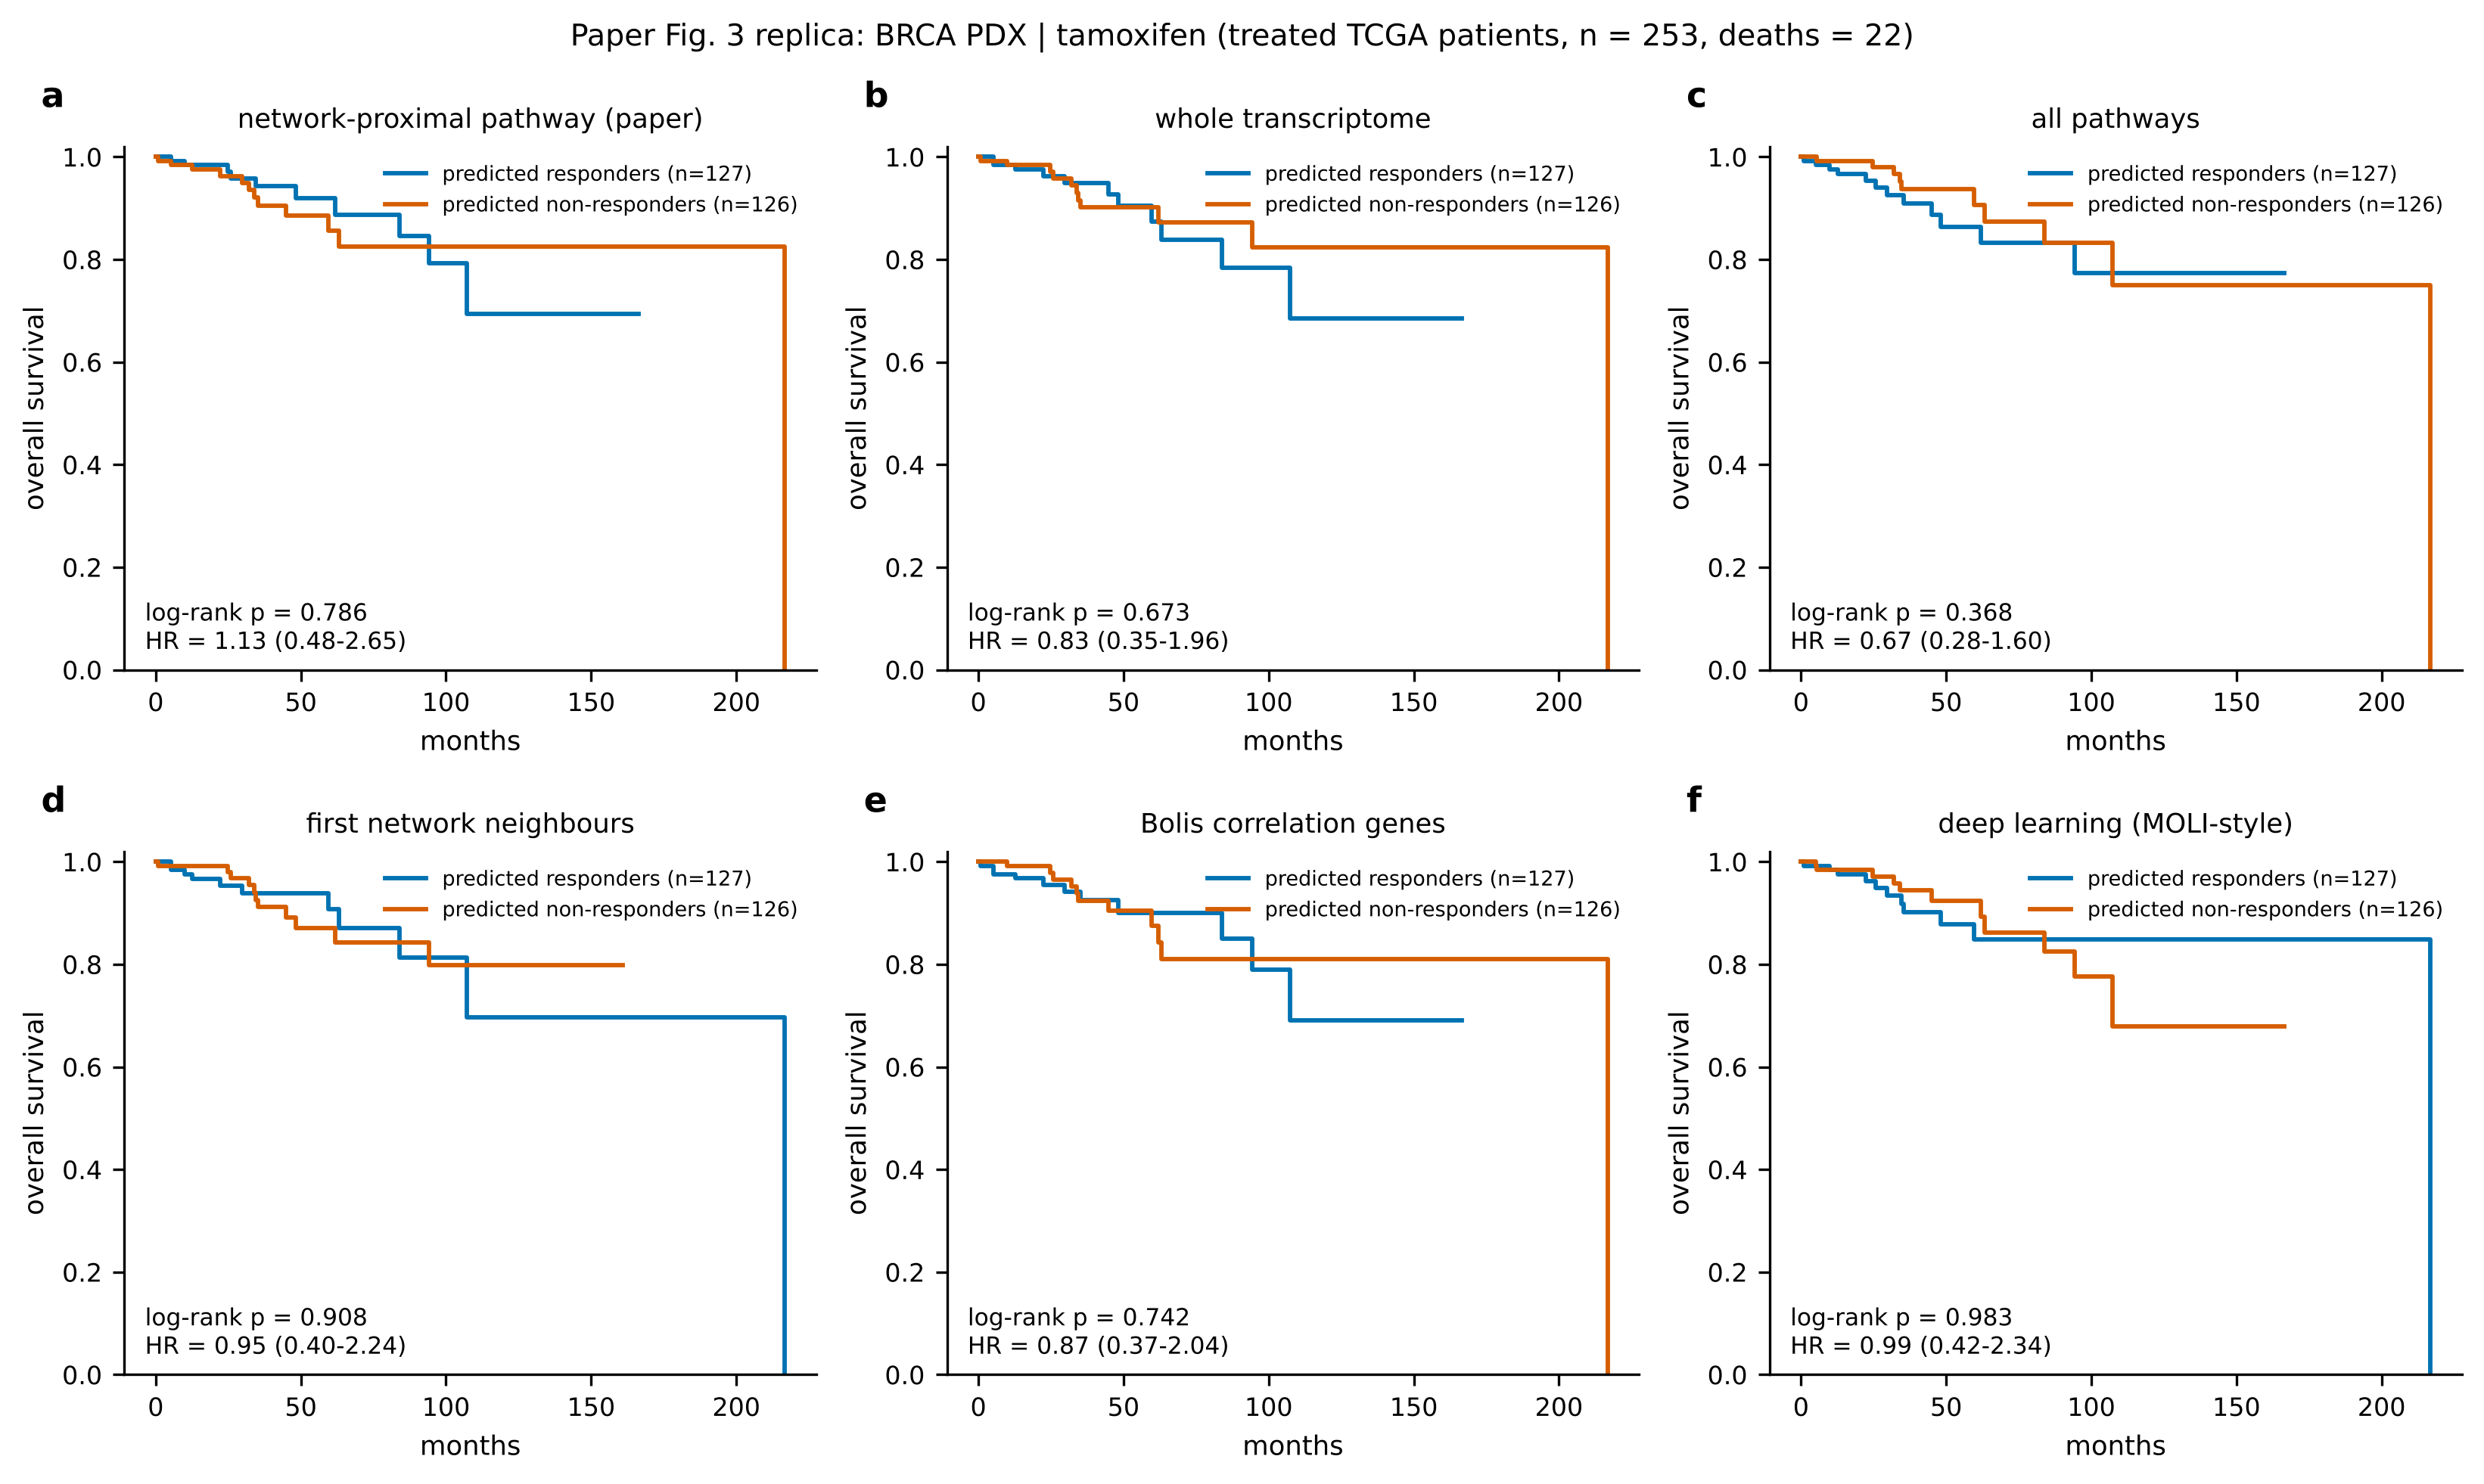 Paper Fig. 3 replica: BRCA PDX | tamoxifen (treated TCGA patients, n = 253, deaths = 22)
a
network-proximal pathway (paper)
predicted responders (n=127)
predicted non-responders (n=126)
overall survival
1.0
0.8
0.6
0.4
0.2
0.0
log-rank p = 0.786
HR = 1.13 (0.48-2.65)
0 50 100 150 200
months
b
whole transcriptome
predicted responders (n=127)
predicted non-responders (n=126)
overall survival
1.0
0.8
0.6
0.4
0.2
0.0
log-rank p = 0.673
HR = 0.83 (0.35-1.96)
0 50 100 150 200
months
c
all pathways
predicted responders (n=127)
predicted non-responders (n=126)
overall survival
1.0
0.8
0.6
0.4
0.2
0.0
log-rank p = 0.368
HR = 0.67 (0.28-1.60)
0 50 100 150 200
months
d
first network neighbours
predicted responders (n=127)
predicted non-responders (n=126)
overall survival
1.0
0.8
0.6
0.4
0.2
0.0
log-rank p = 0.908
HR = 0.95 (0.40-2.24)
0 50 100 150 200
months
e
Bolis correlation genes
predicted responders (n=127)
predicted non-responders (n=126)
overall survival
1.0
0.8
0.6
0.4
0.2
0.0
log-rank p = 0.742
HR = 0.87 (0.37-2.04)
0 50 100 150 200
months
f
deep learning (MOLI-style)
predicted responders (n=127)
predicted non-responders (n=126)
overall survival
1.0
0.8
0.6
0.4
0.2
0.0
log-rank p = 0.983
HR = 0.99 (0.42-2.34)
0 50 100 150 200
months